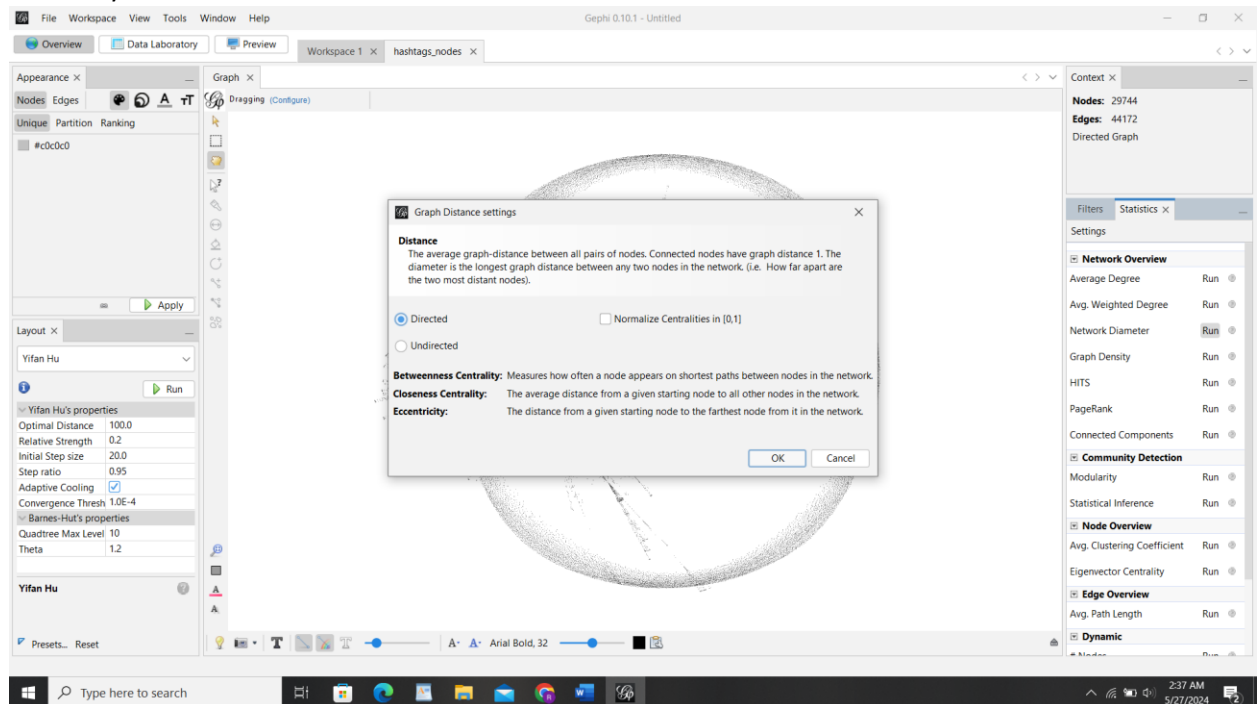 File Workspace View Tools Window Help
Gephi 0.10.1 - Untitled
Overview Data Laboratory Preview
Workspace 1 × hashtags_nodes ×
Appearance ×
Nodes Edges
Unique Partition Ranking
#c0c0c0
Apply
Layout ×
Yifan Hu
Run
Yifan Hu's properties
Optimal Distance 100.0
Relative Strength 0.2
Initial Step size 20.0
Step ratio 0.95
Adaptive Cooling
Convergence Thresh 1.0E-4
Barnes-Hut's properties
Quadtree Max Level 10
Theta 1.2
Yifan Hu
Presets... Reset
Graph ×
Dragging (Configure)
Graph Distance settings
Distance
The average graph-distance between all pairs of nodes. Connected nodes have graph distance 1. The
diameter is the longest graph distance between any two nodes in the network. (i.e. How far apart are
the two most distant nodes).
Directed Normalize Centralities in [0,1]
Undirected
Betweenness Centrality: Measures how often a node appears on shortest paths between nodes in the network.
Closeness Centrality: The average distance from a given starting node to all other nodes in the network.
Eccentricity: The distance from a given starting node to the farthest node from it in the network.
OK Cancel
T T A- A- Arial Bold, 32
Context ×
Nodes: 29744
Edges: 44172
Directed Graph
Filters Statistics ×
Settings
Network Overview
Average Degree Run
Avg. Weighted Degree Run
Network Diameter Run
Graph Density Run
HITS Run
PageRank Run
Connected Components Run
Community Detection
Modularity Run
Statistical Inference Run
Node Overview
Avg. Clustering Coefficient Run
Eigenvector Centrality Run
Edge Overview
Avg. Path Length Run
Dynamic
# Nodes Run
Type here to search
2:37 AM
5/27/2024
2